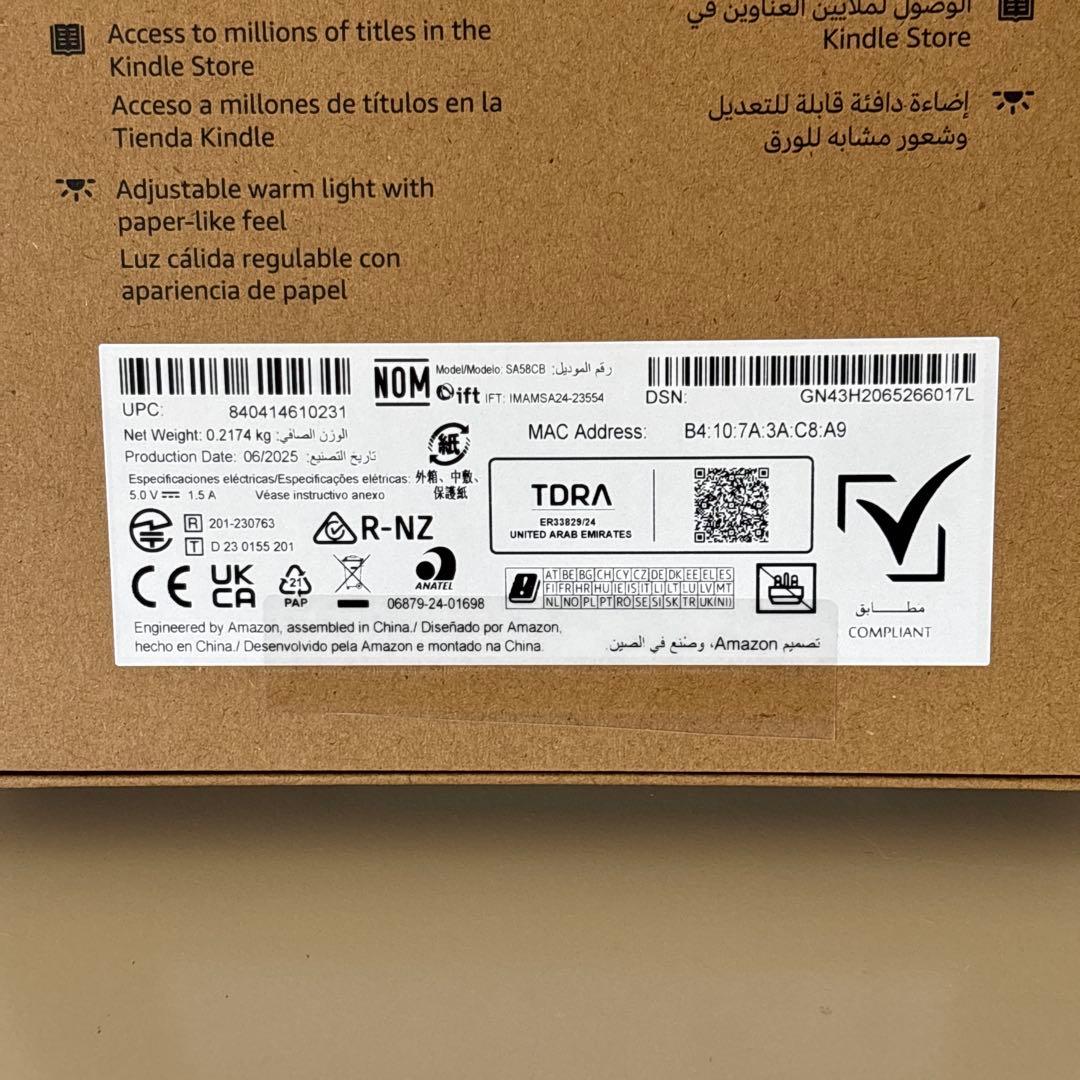 Access to millions of titles in the
Kindle Store
Acceso a millones de títulos en la
Tienda Kindle
Adjustable warm light with
paper-like feel
Luz cálida regulable con
apariencia de papel
الوصول لملايين العناوين في
Kindle Store
إضاءة دافئة قابلة للتعديل
وشعور مشابه للورق
UPC: 840414610231
Net Weight: 0.2174 kg الوزن الصافي:
Production Date: 06/2025 تاريخ التصنيع:
Especificaciones eléctricas/Especificações elétricas:
5.0 V 1.5 A Véase instructivo anexo
NOM
Model/Modelo: SA58CB رقم الموديل:
ift IFT: IMAMSA24-23554
DSN: GN43H2065266017L
MAC Address: B4:10:7A:3A:C8:A9
紙
外箱、中敷、
保護紙
R 201-230763
T D 23 0155 201
R-NZ
TDRA
ER33829/24
UNITED ARAB EMIRATES
CE
UK
CA
21
PAP
ANATEL
06879-24-01698
AT BE BG CH CY CZ DE DK EE EL ES
FI FR HR HU IE IS IT LI LT LU LV MT
NL NO PL PT RO SE SI SK TR UK(NI)
مطابق
COMPLIANT
Engineered by Amazon, assembled in China./ Diseñado por Amazon,
hecho en China./ Desenvolvido pela Amazon e montado na China.
تصميم Amazon، وصُنع في الصين.